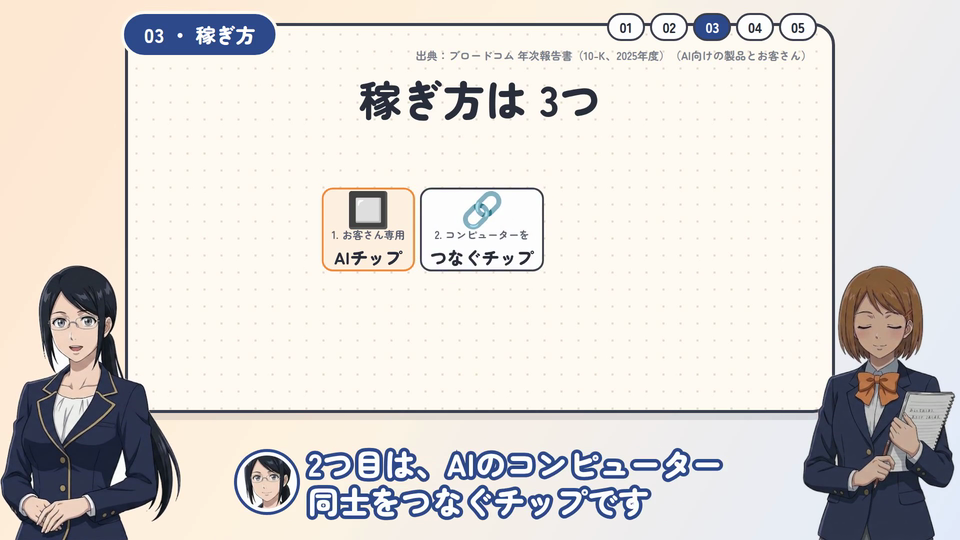 03 ・ 稼ぎ方
01 02 03 04 05
出典：ブロードコム 年次報告書（10-K、2025年度）（AI向けの製品とお客さん）
稼ぎ方は 3つ
1. お客さん専用
AIチップ
2. コンピューターを
つなぐチップ
2つ目は、AIのコンピューター
同士をつなぐチップです